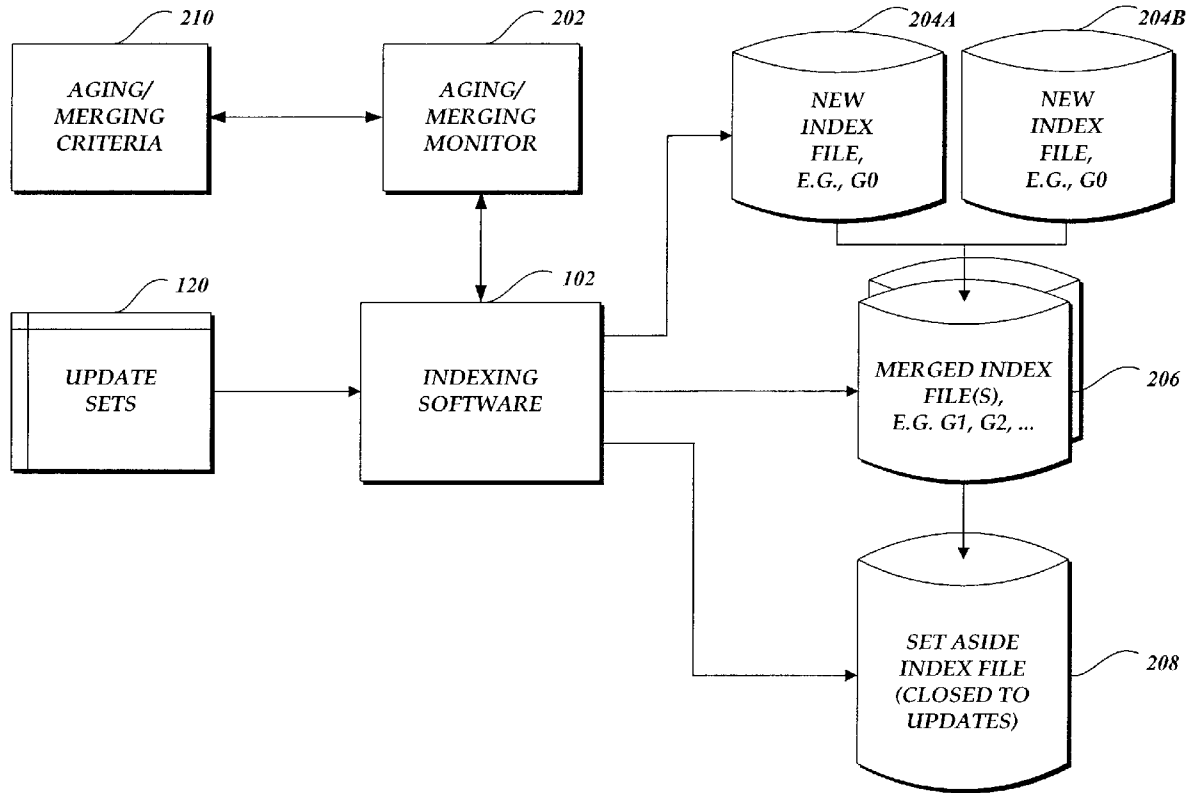 210
AGING/
MERGING
CRITERIA
202
AGING/
MERGING
MONITOR
204A
NEW
INDEX
FILE,
E.G., G0
204B
NEW
INDEX
FILE,
E.G., G0
120
UPDATE
SETS
102
INDEXING
SOFTWARE
MERGED INDEX
FILE(S),
E.G. G1, G2, ...
206
SET ASIDE
INDEX FILE
(CLOSED TO
UPDATES)
208